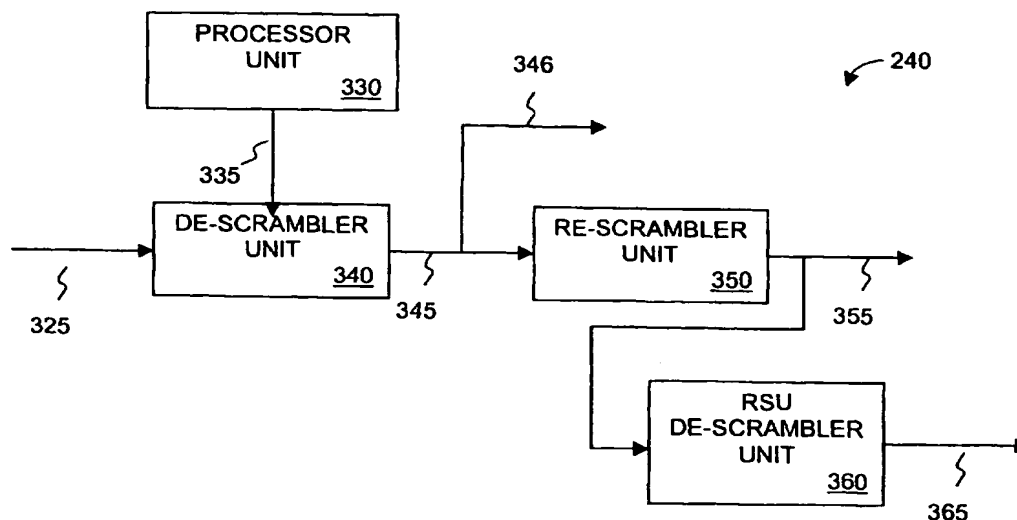 PROCESSOR
UNIT
330
346
240
335
DE-SCRAMBLER
UNIT
340
RE-SCRAMBLER
UNIT
350
325
345
355
RSU
DE-SCRAMBLER
UNIT
360
365